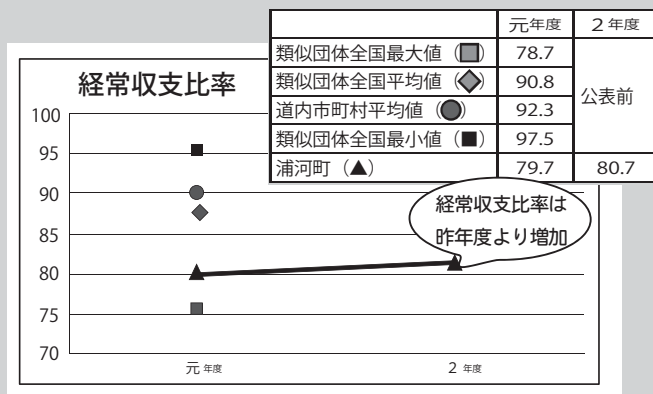 元年度 2年度
類似団体全国最大値（■） 78.7
類似団体全国平均値（◆） 90.8
道内市町村平均値（●） 92.3
類似団体全国最小値（■） 97.5
公表前
浦河町（▲） 79.7 80.7
経常収支比率
経常収支比率は
昨年度より増加
100
95
90
85
80
75
70
元年度 2年度